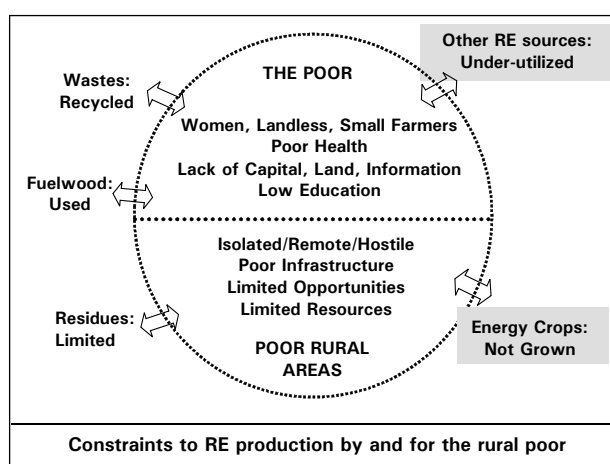 Other RE sources:
Under-utilized
THE POOR
Wastes:
Recycled
Women, Landless, Small Farmers
Poor Health
Lack of Capital, Land, Information
Low Education
Fuelwood:
Used
Isolated/Remote/Hostile
Poor Infrastructure
Limited Opportunities
Limited Resources
Residues:
Limited
Energy Crops:
Not Grown
POOR RURAL
AREAS
Constraints to RE production by and for the rural poor